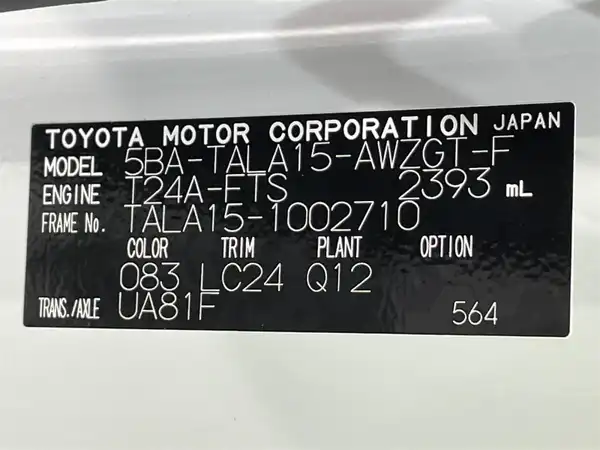 TOYOTA MOTOR CORPORATION JAPAN
MODEL 5BA-TALA15-AWZGT-F
ENGINE T24A-FTS 2393 mL
FRAME No. TALA15-1002710
COLOR TRIM PLANT OPTION
083 LC24 Q12
TRANS./AXLE UA81F 564